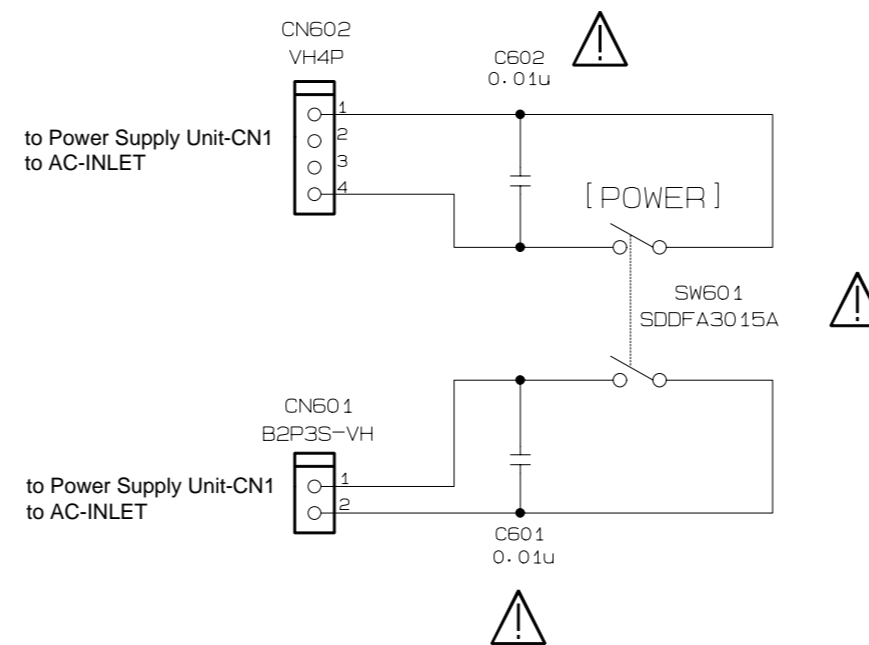 CN602
VH4P
C602
0.01u
1
2
3
4
to Power Supply Unit-CN1
to AC-INLET
[POWER]
SW601
SDDFA3015A
CN601
B2P3S-VH
1
2
to Power Supply Unit-CN1
to AC-INLET
C601
0.01u